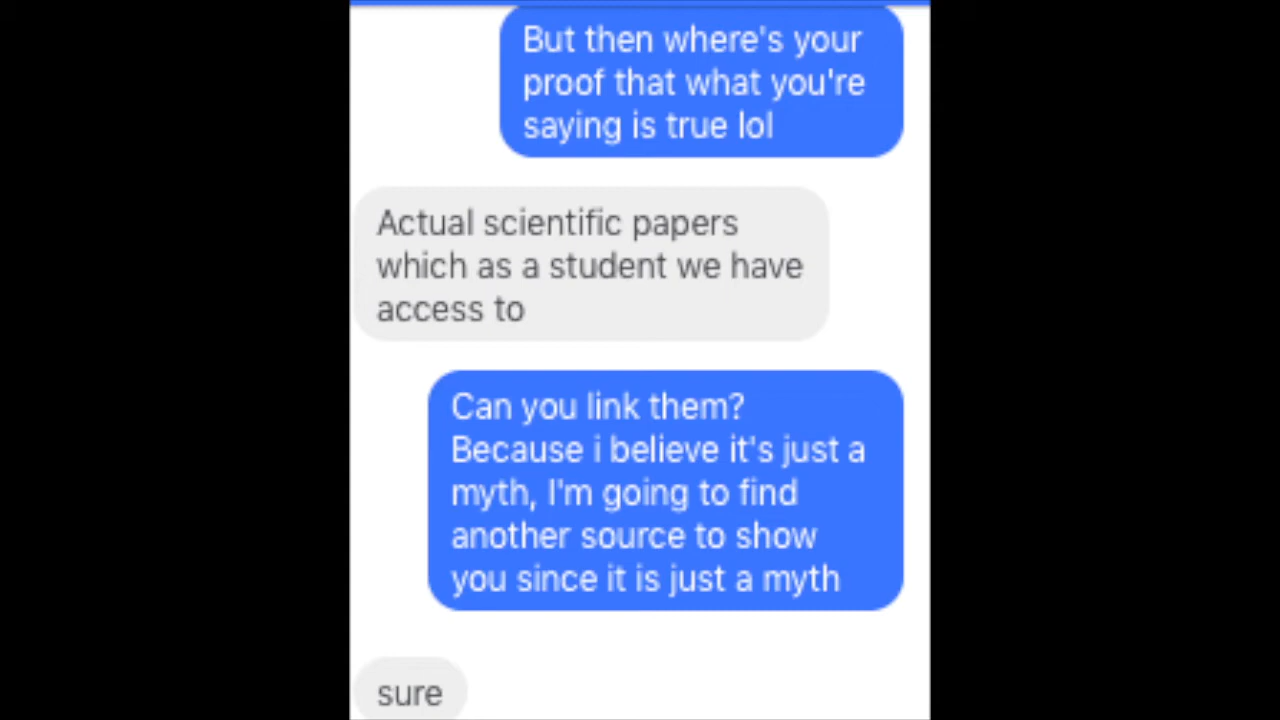 But then where's your
proof that what you're
saying is true lol
Actual scientific papers
which as a student we have
access to
Can you link them?
Because i believe it's just a
myth, I'm going to find
another source to show
you since it is just a myth
sure